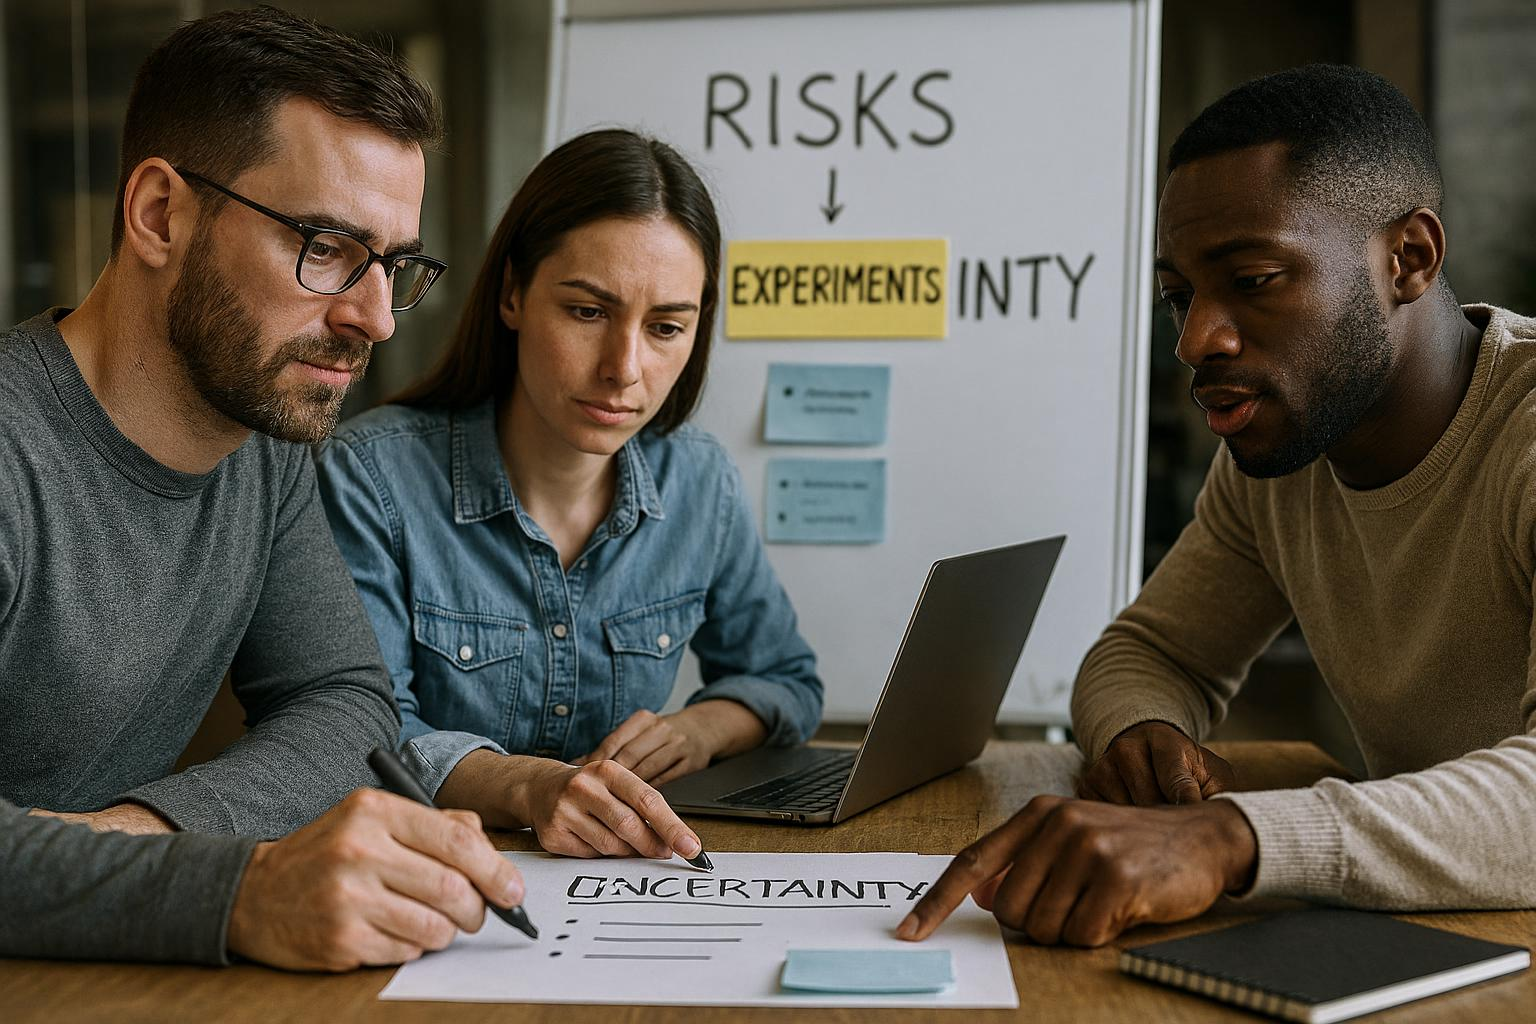 RISKS
↓
EXPERIMENTS INTY
UNCERTAINTY